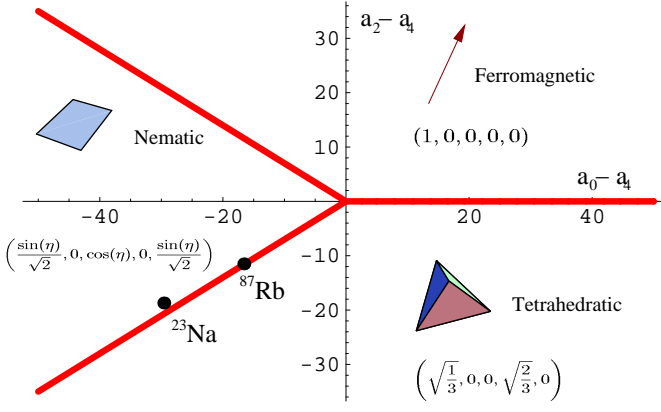 a₂− a₄
30
Ferromagnetic
20
Nematic
(1, 0, 0, 0, 0)
10
a₀− a₄
-40 -20 20 40
(sin(η)/√2, 0, cos(η), 0, sin(η)/√2)
-10
⁸⁷Rb
-20
Tetrahedratic
²³Na
-30
(√(1/3), 0, 0, √(2/3), 0)